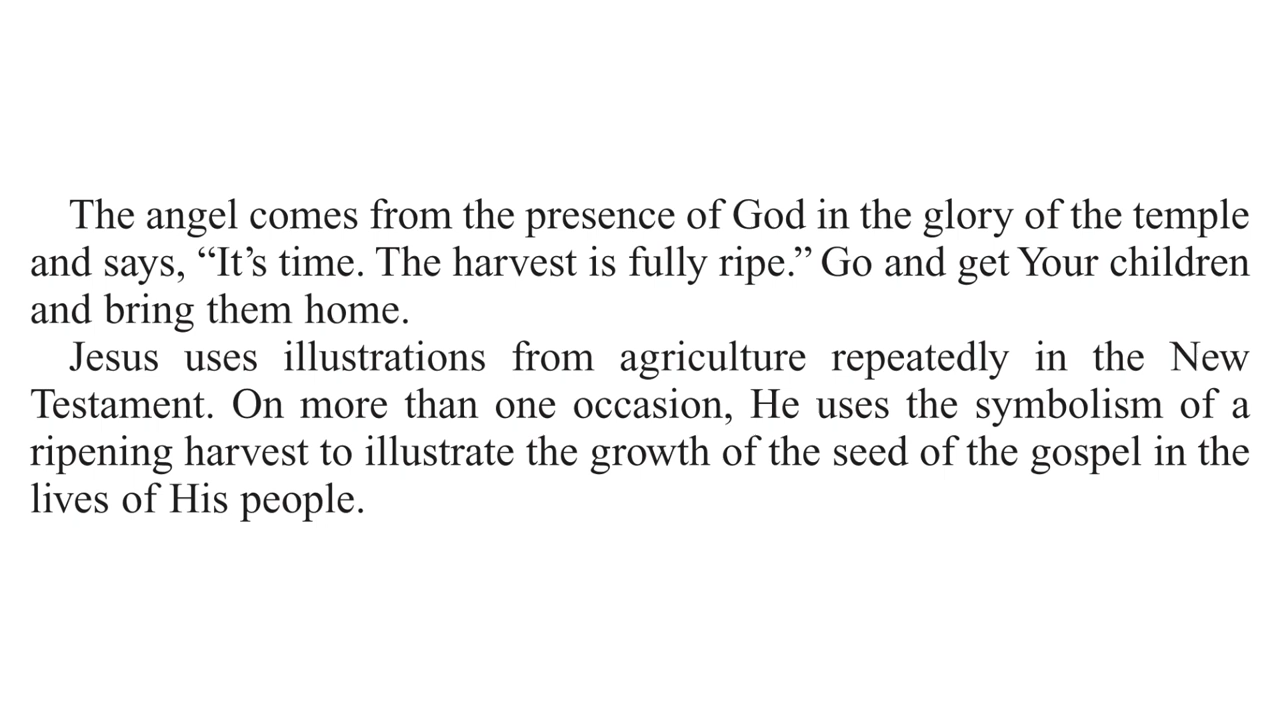 The angel comes from the presence of God in the glory of the temple
and says, “It’s time. The harvest is fully ripe.” Go and get Your children
and bring them home.
Jesus uses illustrations from agriculture repeatedly in the New
Testament. On more than one occasion, He uses the symbolism of a
ripening harvest to illustrate the growth of the seed of the gospel in the
lives of His people.